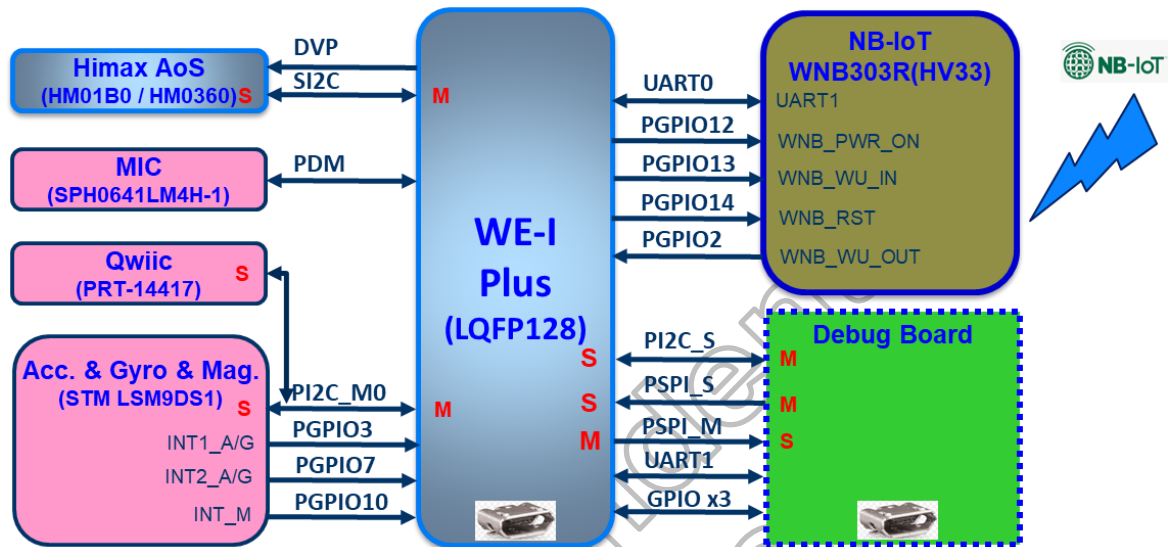 Himax AoS
(HM01B0 / HM0360)
S
DVP
SI2C
M
MIC
(SPH0641LM4H-1)
PDM
Qwiic
(PRT-14417)
S
Acc. & Gyro & Mag.
(STM LSM9DS1)
S
PI2C_M0
M
INT1_A/G
PGPIO3
INT2_A/G
PGPIO7
INT_M
PGPIO10
WE-I
Plus
(LQFP128)
S
S
M
UART0
PGPIO12
PGPIO13
PGPIO14
PGPIO2
NB-IoT
WNB303R(HV33)
UART1
WNB_PWR_ON
WNB_WU_IN
WNB_RST
WNB_WU_OUT
NB-IoT
PI2C_S
PSPI_S
PSPI_M
UART1
GPIO x3
Debug Board
M
M
S